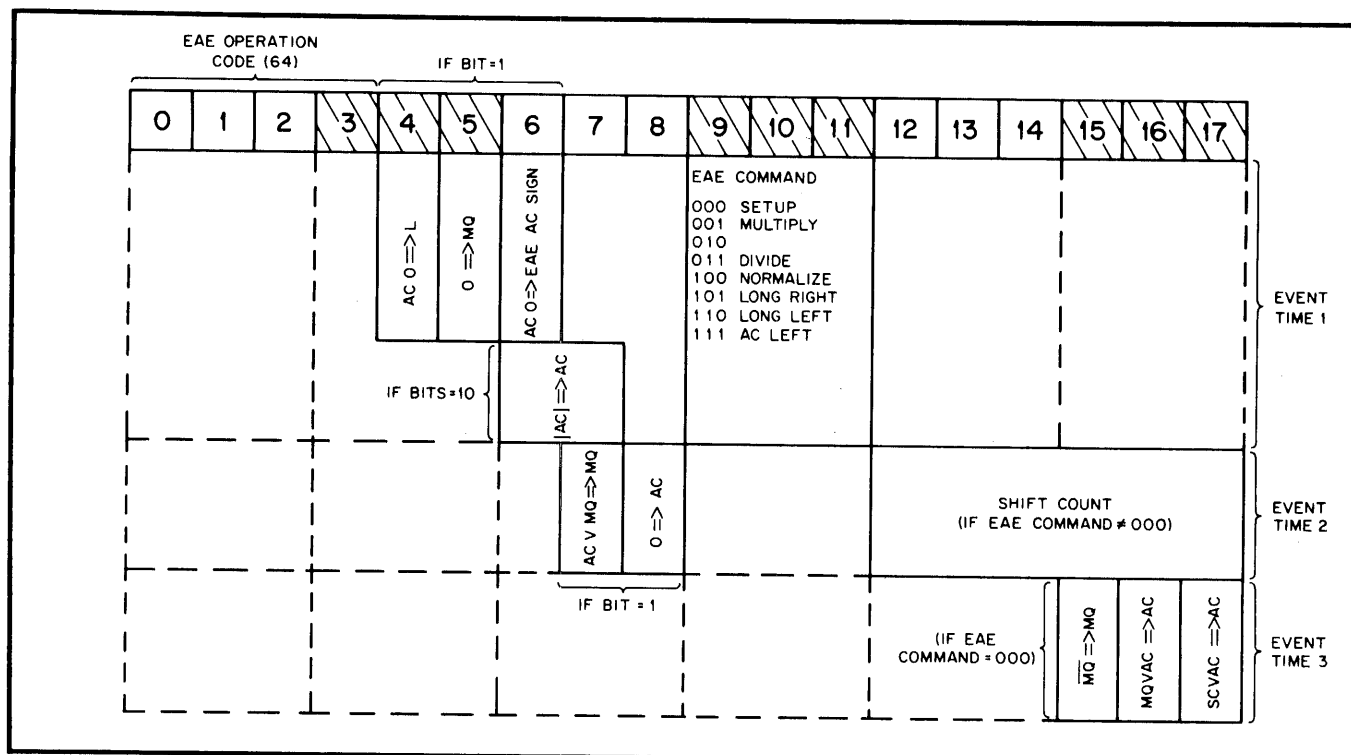 EAE OPERATION
CODE (64)
IF BIT=1
0 1 2 3 4 5 6 7 8 9 10 11 12 13 14 15 16 17
AC 0=>L
0=>MQ
AC 0=>EAE AC SIGN
EAE COMMAND
000 SETUP
001 MULTIPLY
010
011 DIVIDE
100 NORMALIZE
101 LONG RIGHT
110 LONG LEFT
111 AC LEFT
EVENT
TIME 1
IF BITS=10
|AC|=>AC
AC V MQ=>MQ
0=>AC
SHIFT COUNT
(IF EAE COMMAND ≠ 000)
EVENT
TIME 2
IF BIT = 1
(IF EAE
COMMAND = 000)
M̅Q̅=>MQ
MQVAC=>AC
SCVAC=>AC
EVENT
TIME 3